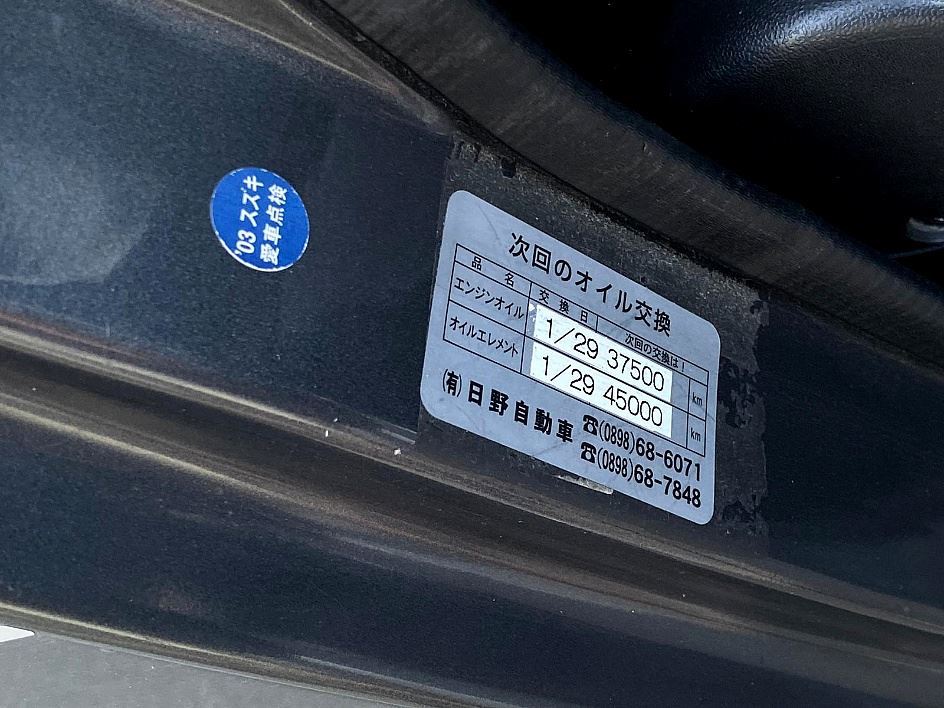 '03 スズキ
愛車点検
次回のオイル交換
品 名 交換日 次回の交換は!
エンジンオイル 1/29 37500 km
オイルエレメント 1/29 45000 km
(有)日野自動車 ☎(0898)68-6071
☎(0898)68-7848